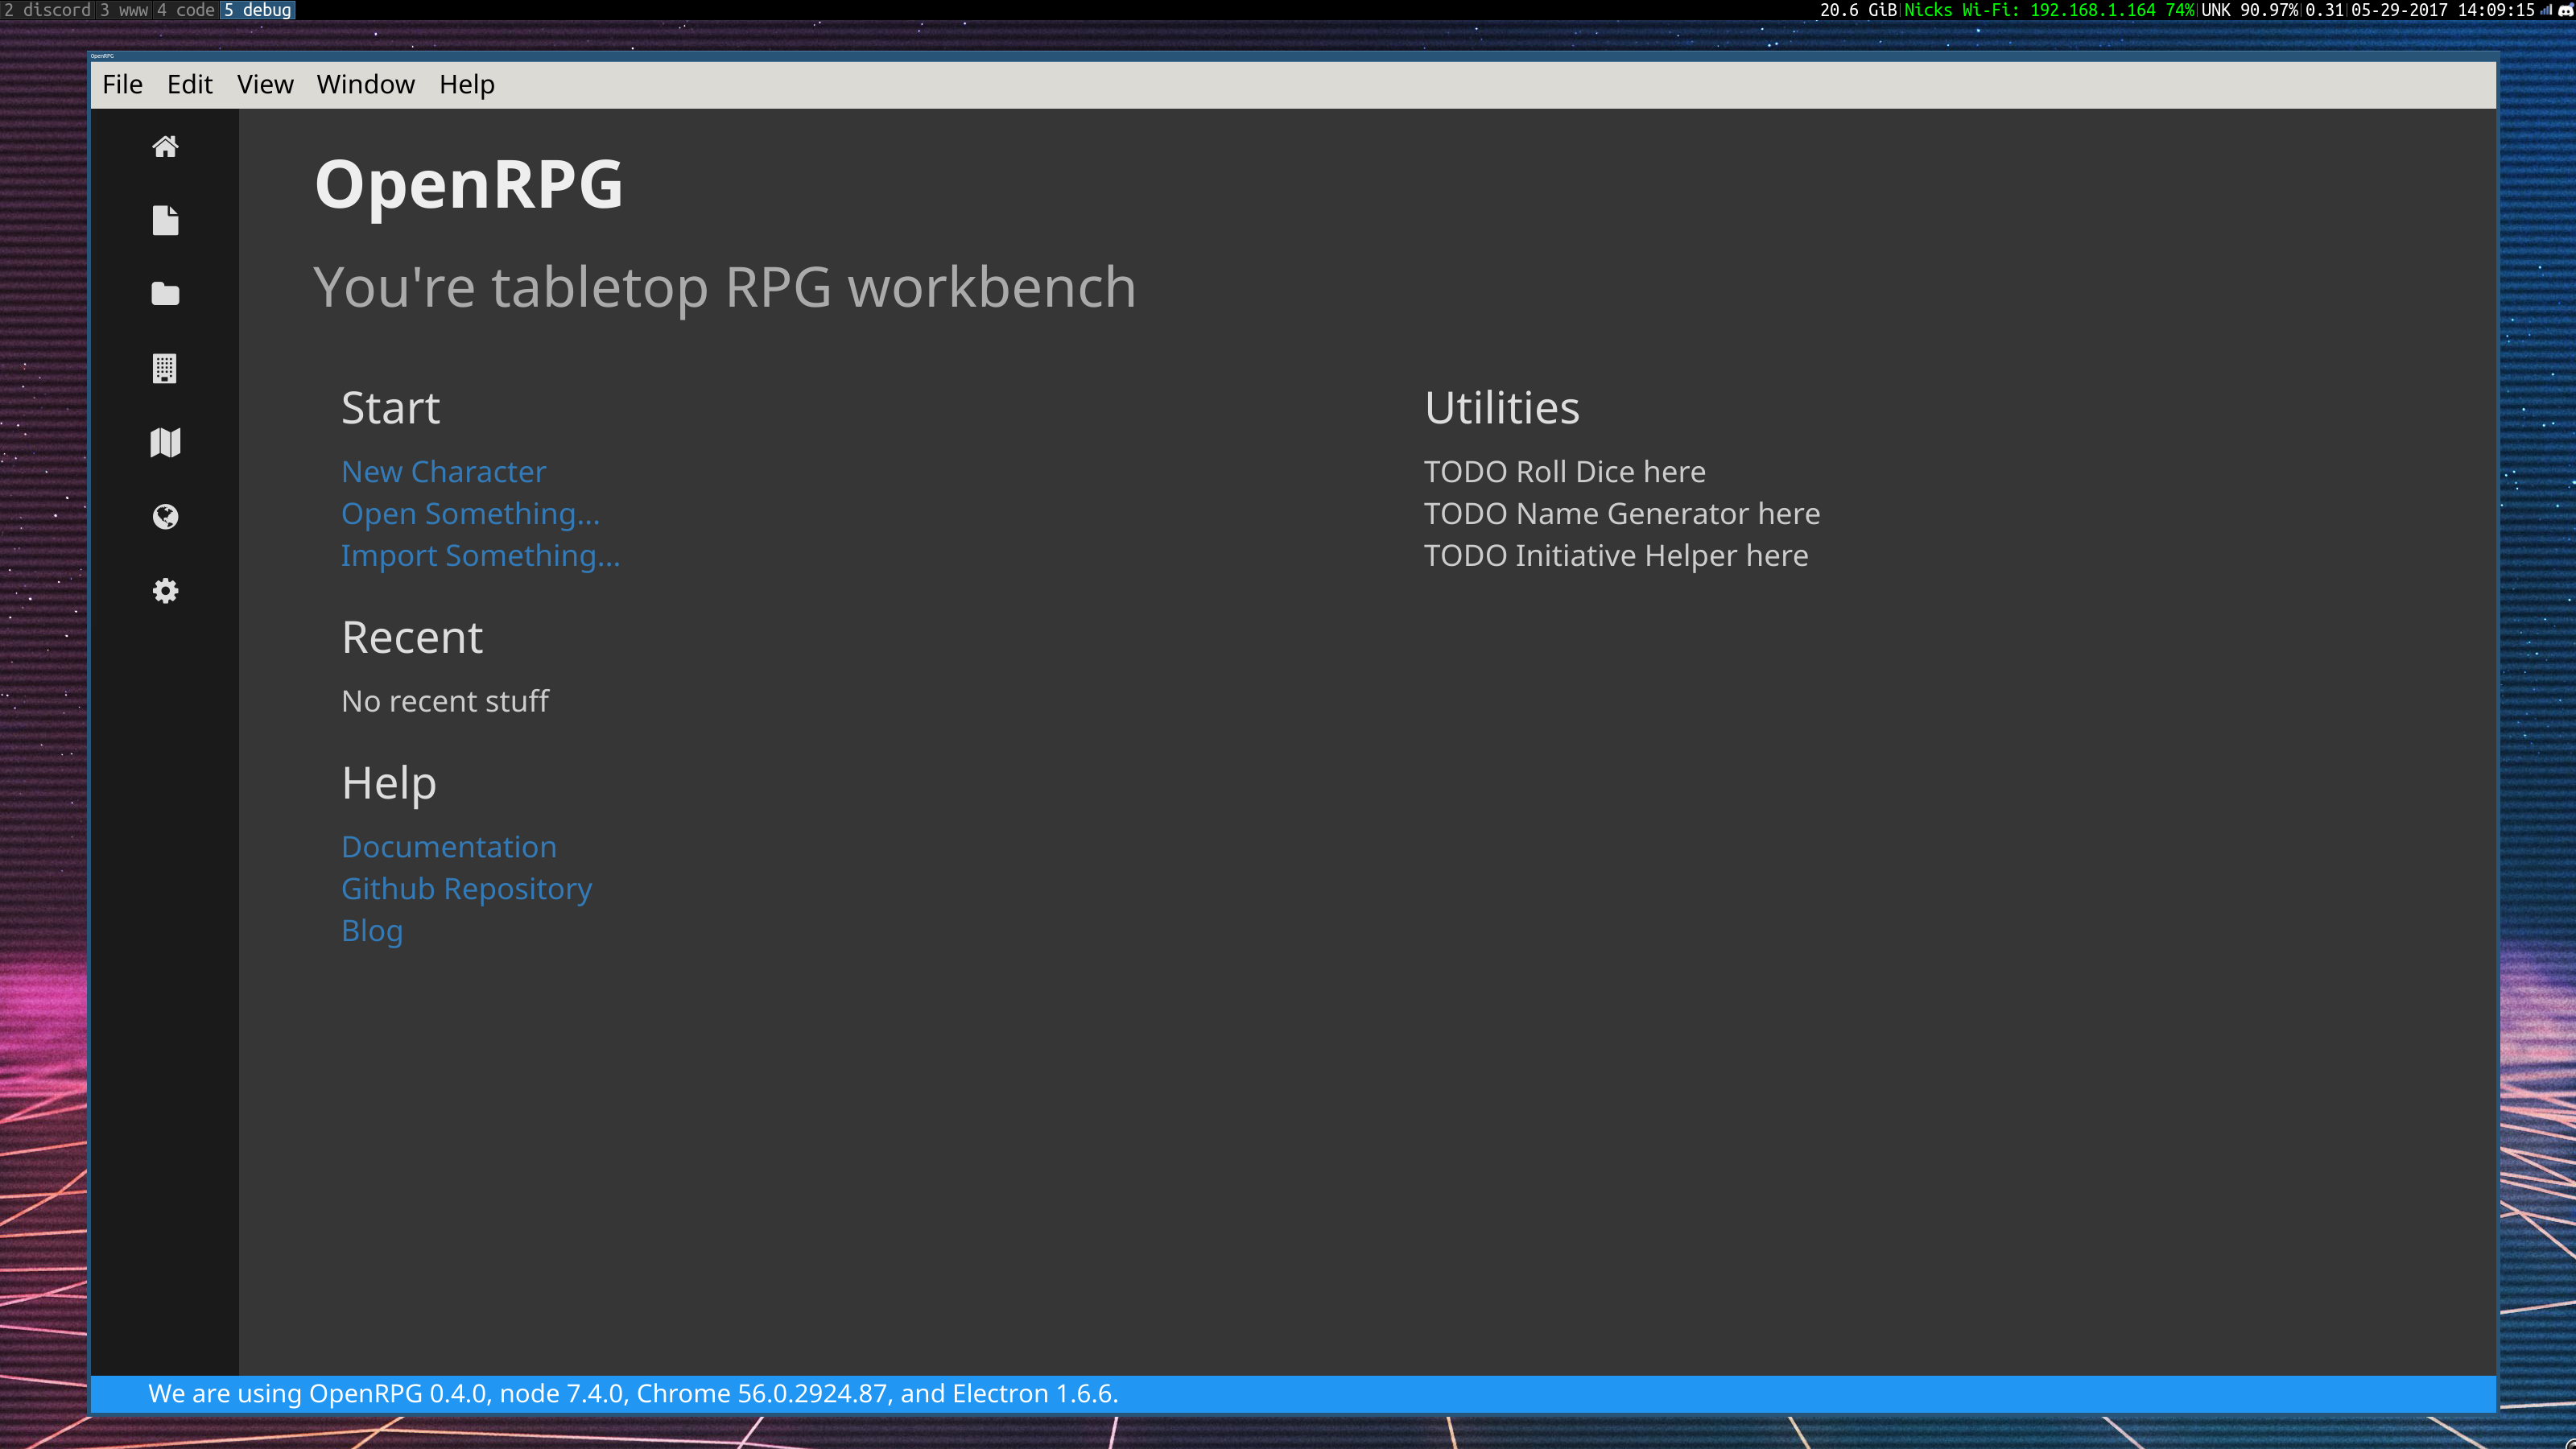 2 discord 3 www 4 code 5 debug
20.6 GiB|Nicks Wi-Fi: 192.168.1.164 74%|UNK 90.97%|0.31|05-29-2017 14:09:15
OpenRPG
File Edit View Window Help
OpenRPG
You're tabletop RPG workbench
Start
New Character
Open Something...
Import Something...
Recent
No recent stuff
Help
Documentation
Github Repository
Blog
Utilities
TODO Roll Dice here
TODO Name Generator here
TODO Initiative Helper here
We are using OpenRPG 0.4.0, node 7.4.0, Chrome 56.0.2924.87, and Electron 1.6.6.